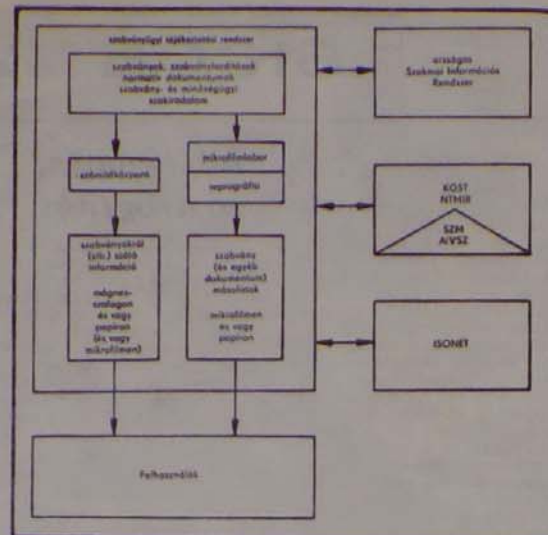 szabványügyi tájékoztatási rendszer
szabványok, szabványfordítások
normatív dokumentumok
szabvány- és minőségügyi
szakirodalom
számítóközpont
mikrofilmlabor
reprográfia
szabványokról
(stb.) szóló
információ
mágnes-
szalagon
és vagy
papíron
(és vagy
mikrofilmen)
szabvány
(és egyéb
dokumentum)
másolatok
mikrofilmen
és vagy
papíron
Felhasználók
országos
Szakmai Információs
Rendszer
KGST
NTMIR
SZM
AIVSZ
ISONET